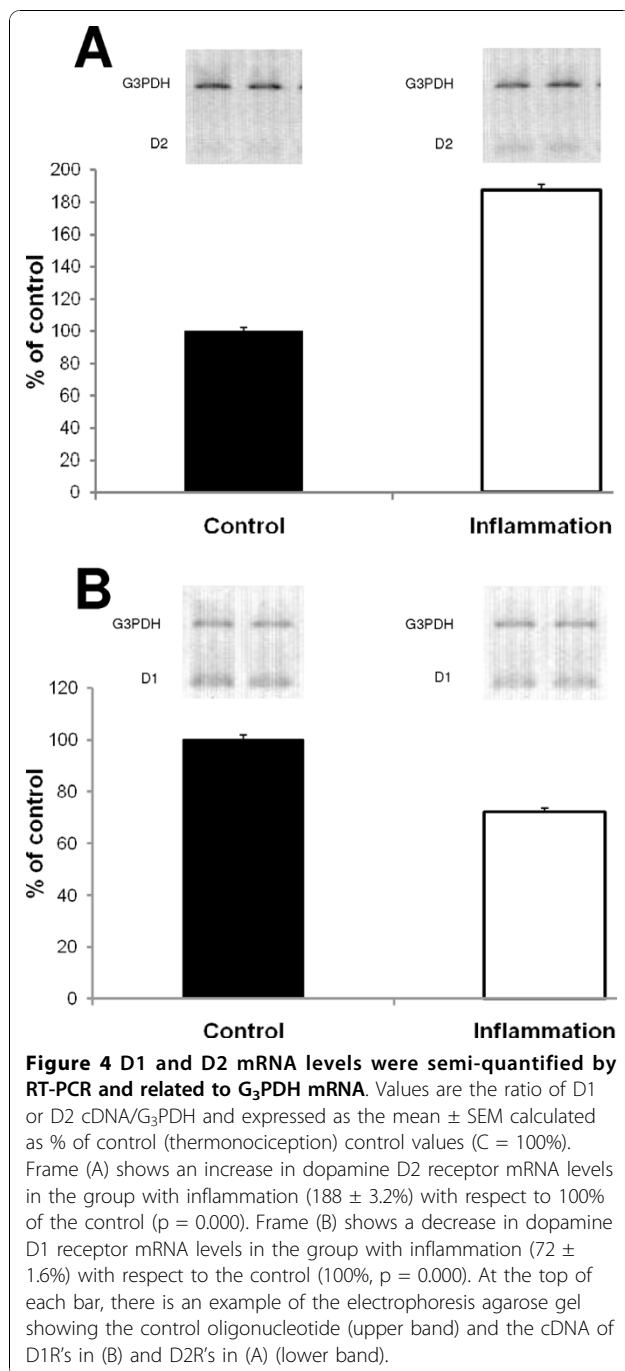 A
G3PDH
G3PDH
D2
D2
200
180
160
140
120
100
80
60
40
20
0
% of control
Control
Inflammation
B
G3PDH
G3PDH
D1
D1
120
100
80
60
40
20
0
% of control
Control
Inflammation
Figure 4 D1 and D2 mRNA levels were semi-quantified by
RT-PCR and related to G₃PDH mRNA. Values are the ratio of D1
or D2 cDNA/G₃PDH and expressed as the mean ± SEM calculated
as % of control (thermonociception) control values (C = 100%).
Frame (A) shows an increase in dopamine D2 receptor mRNA levels
in the group with inflammation (188 ± 3.2%) with respect to 100%
of the control (p = 0.000). Frame (B) shows a decrease in dopamine
D1 receptor mRNA levels in the group with inflammation (72 ±
1.6%) with respect to the control (100%, p = 0.000). At the top of
each bar, there is an example of the electrophoresis agarose gel
showing the control oligonucleotide (upper band) and the cDNA of
D1R's in (B) and D2R's in (A) (lower band).